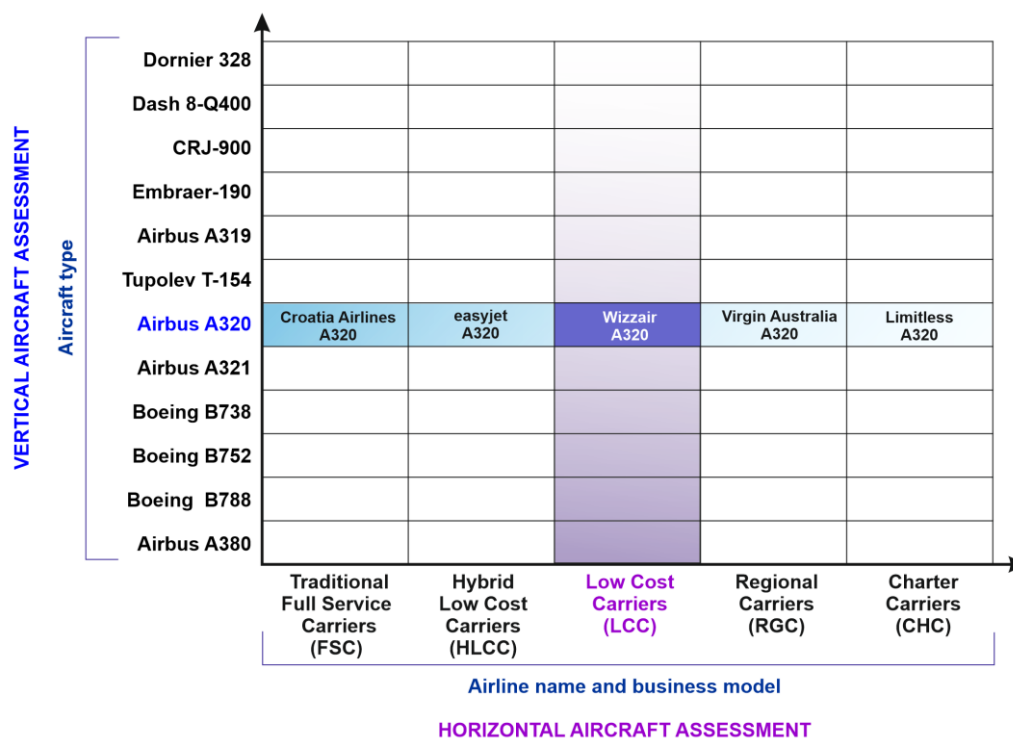 VERTICAL AIRCRAFT ASSESSMENT
Aircraft type
Dornier 328
Dash 8-Q400
CRJ-900
Embraer-190
Airbus A319
Tupolev T-154
Airbus A320
Croatia Airlines
A320
easyjet
A320
Wizzair
A320
Virgin Australia
A320
Limitless
A320
Airbus A321
Boeing B738
Boeing B752
Boeing B788
Airbus A380
Traditional
Full Service
Carriers
(FSC)
Hybrid
Low Cost
Carriers
(HLCC)
Low Cost
Carriers
(LCC)
Regional
Carriers
(RGC)
Charter
Carriers
(CHC)
Airline name and business model
HORIZONTAL AIRCRAFT ASSESSMENT